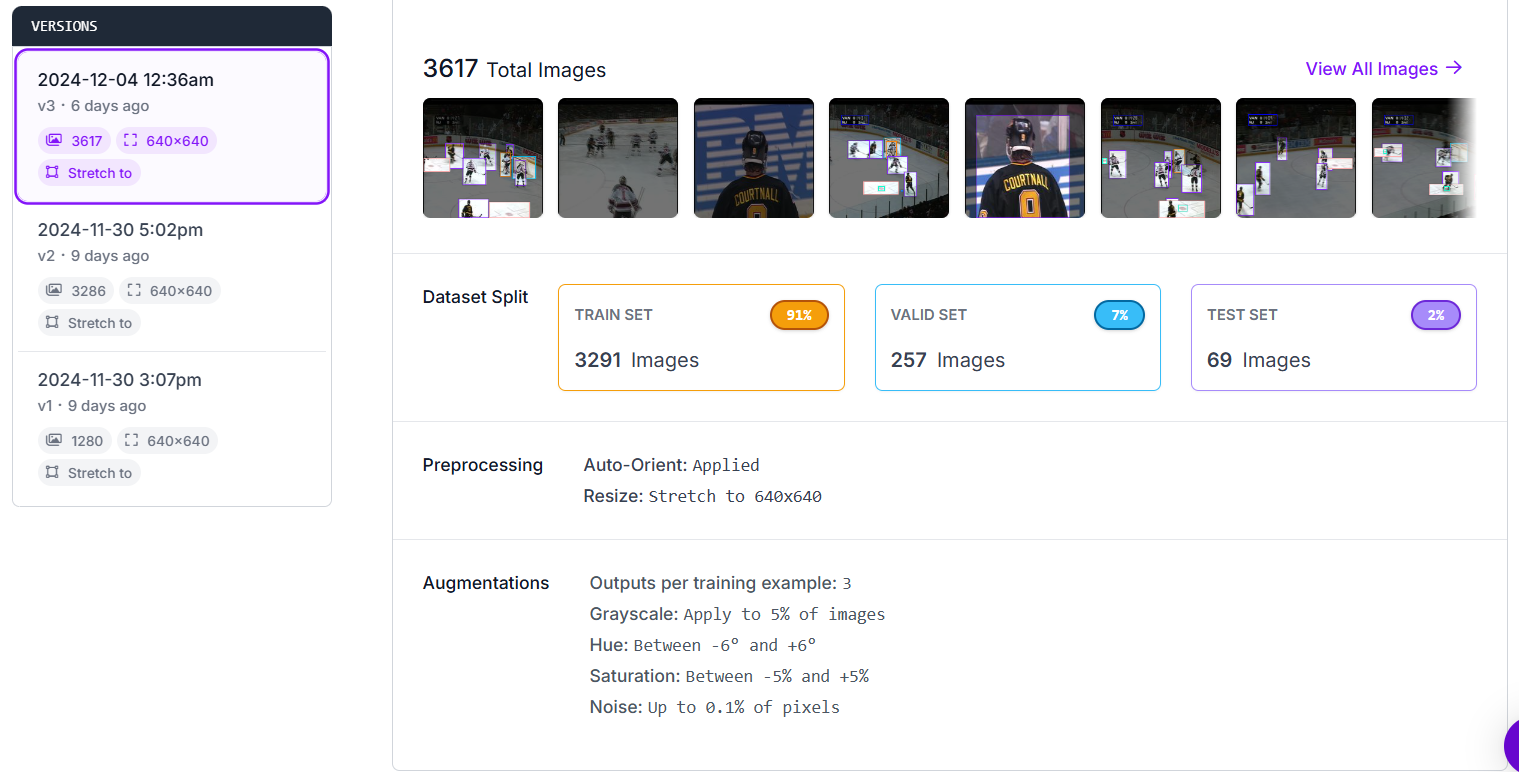 VERSIONS
2024-12-04 12:36am
v3 · 6 days ago
3617 640×640
Stretch to
2024-11-30 5:02pm
v2 · 9 days ago
3286 640×640
Stretch to
2024-11-30 3:07pm
v1 · 9 days ago
1280 640×640
Stretch to
3617 Total Images
View All Images →
COURTNALL
9
COURTNALL
9
Dataset Split
TRAIN SET 91%
3291 Images
VALID SET 7%
257 Images
TEST SET 2%
69 Images
Preprocessing
Auto-Orient: Applied
Resize: Stretch to 640x640
Augmentations
Outputs per training example: 3
Grayscale: Apply to 5% of images
Hue: Between -6° and +6°
Saturation: Between -5% and +5%
Noise: Up to 0.1% of pixels